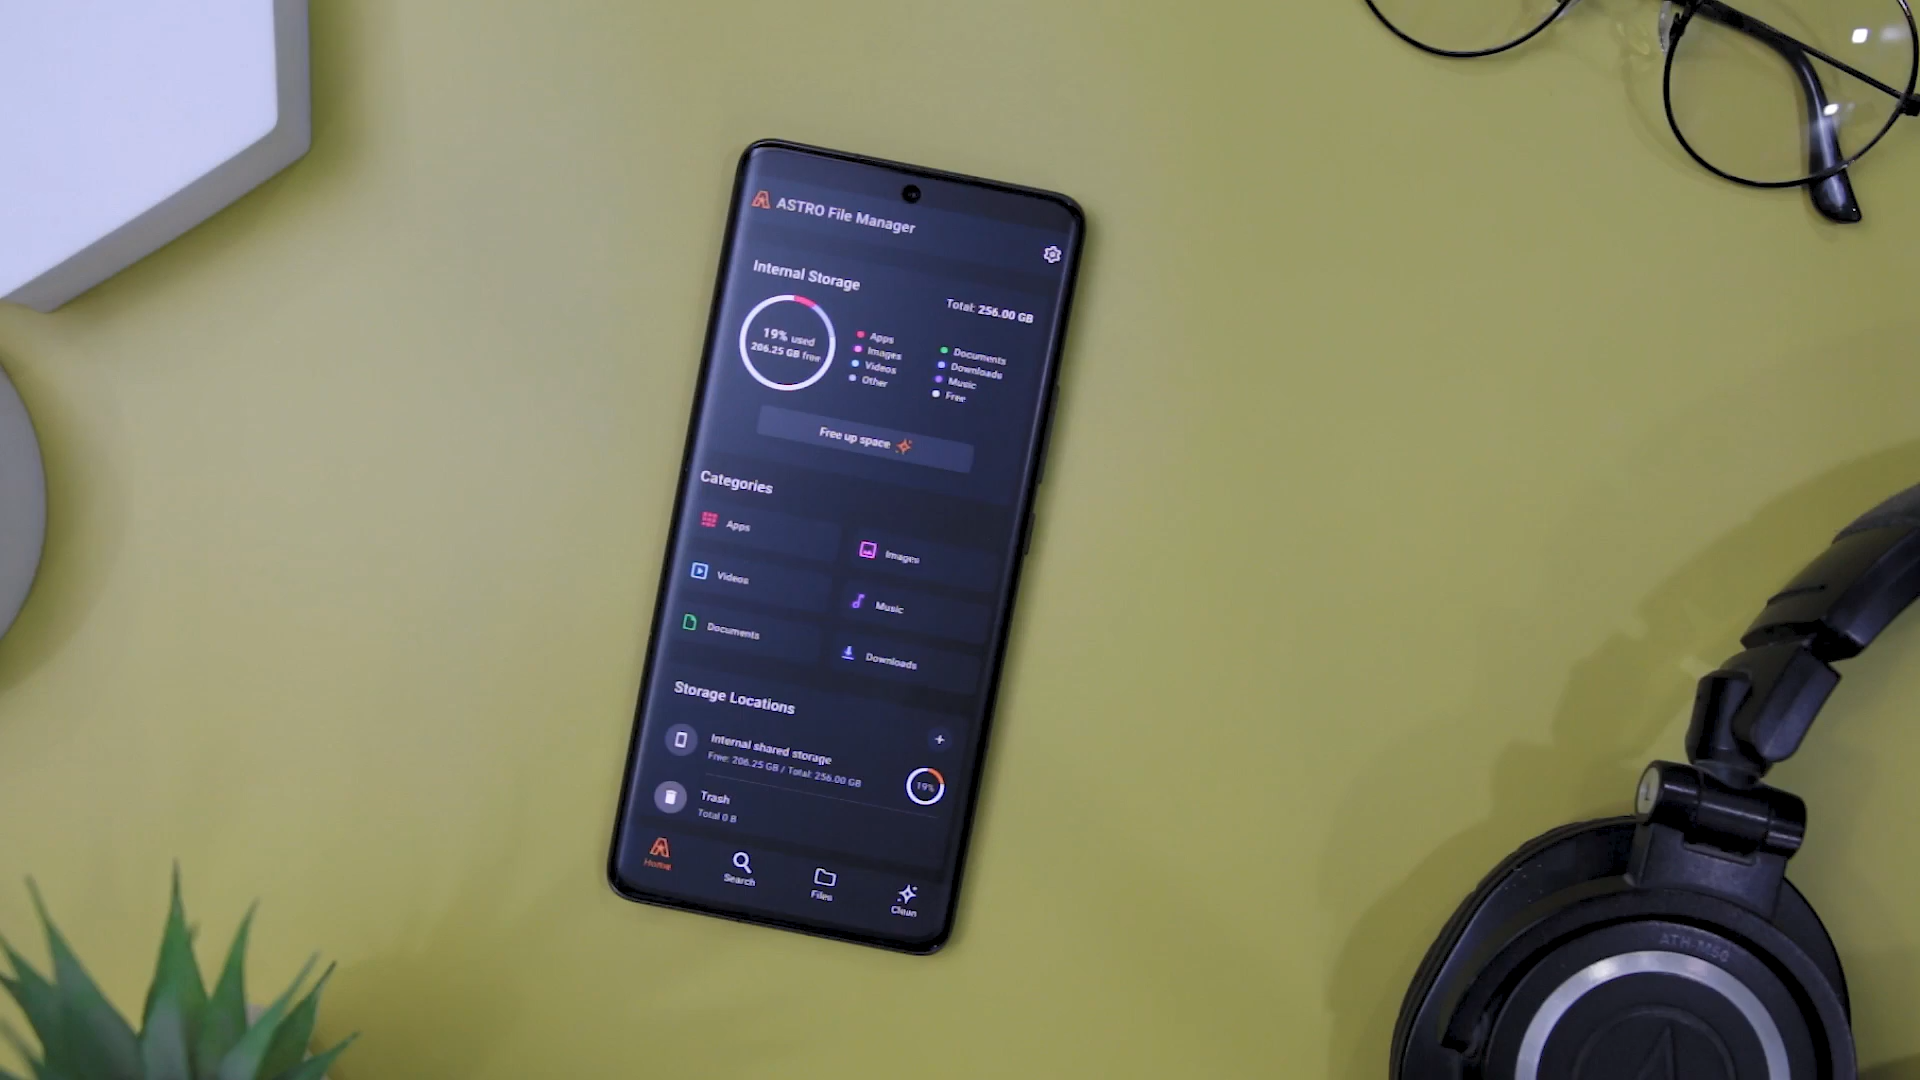 ASTRO File Manager
Internal Storage
Total: 256.00 GB
19% used
206.25 GB free
Apps
Images
Videos
Other
Documents
Downloads
Music
Free
Free up space
Categories
Apps
Images
Videos
Music
Documents
Downloads
Storage Locations
Internal shared storage
Free: 206.25 GB / Total: 256.00 GB
19%
Trash
Total 0 B
Home
Search
Files
Clean
L
ATH-M50